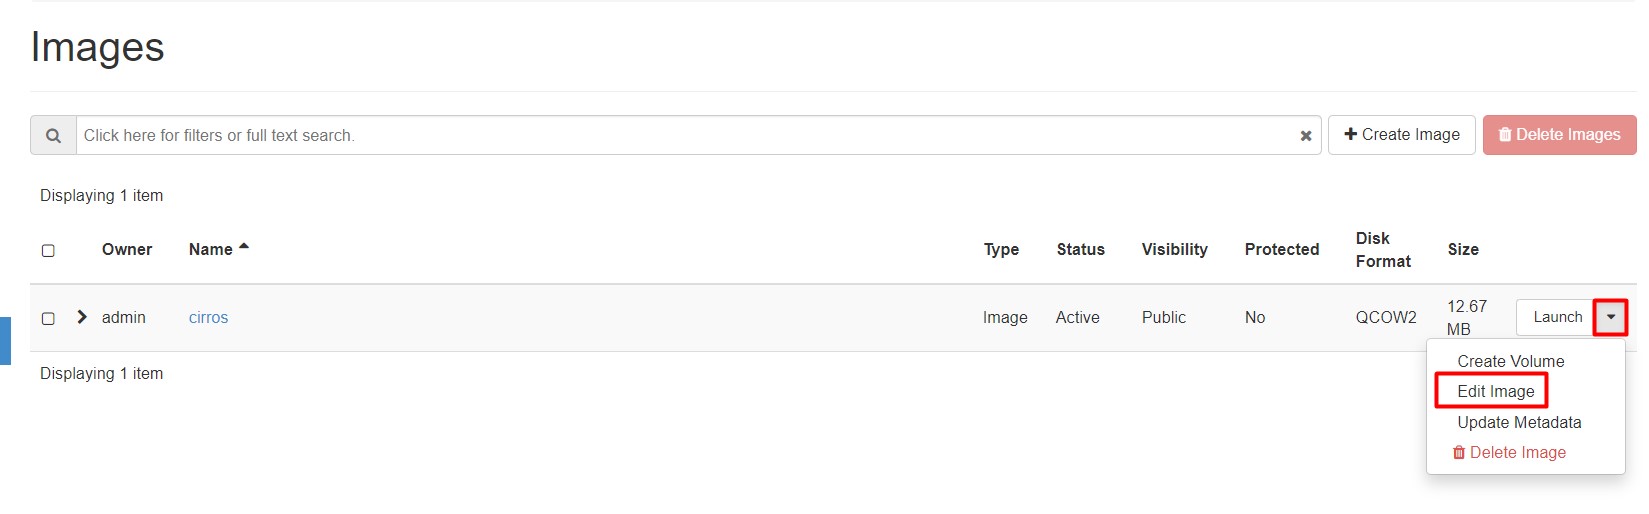 Images
Click here for filters or full text search.
Create Image
Delete Images
Displaying 1 item
Owner Name Type Status Visibility Protected Disk Format Size
admin cirros Image Active Public No QCOW2 12.67 MB Launch
Displaying 1 item
Create Volume
Edit Image
Update Metadata
Delete Image